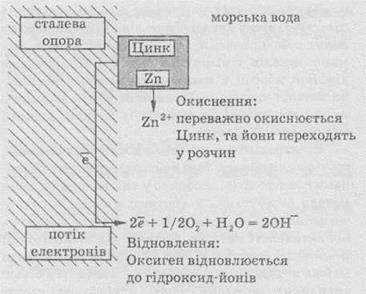 сталева
опора
морська вода
Цинк
Zn
Окиснення:
Zn²⁺ переважно окиснюється
Цинк, та йони переходять
у розчин
e̅
2e̅ + 1/2O₂ + H₂O = 2OH⁻
Відновлення:
Оксиген відновлюється
до гідроксид-йонів
потік
електронів